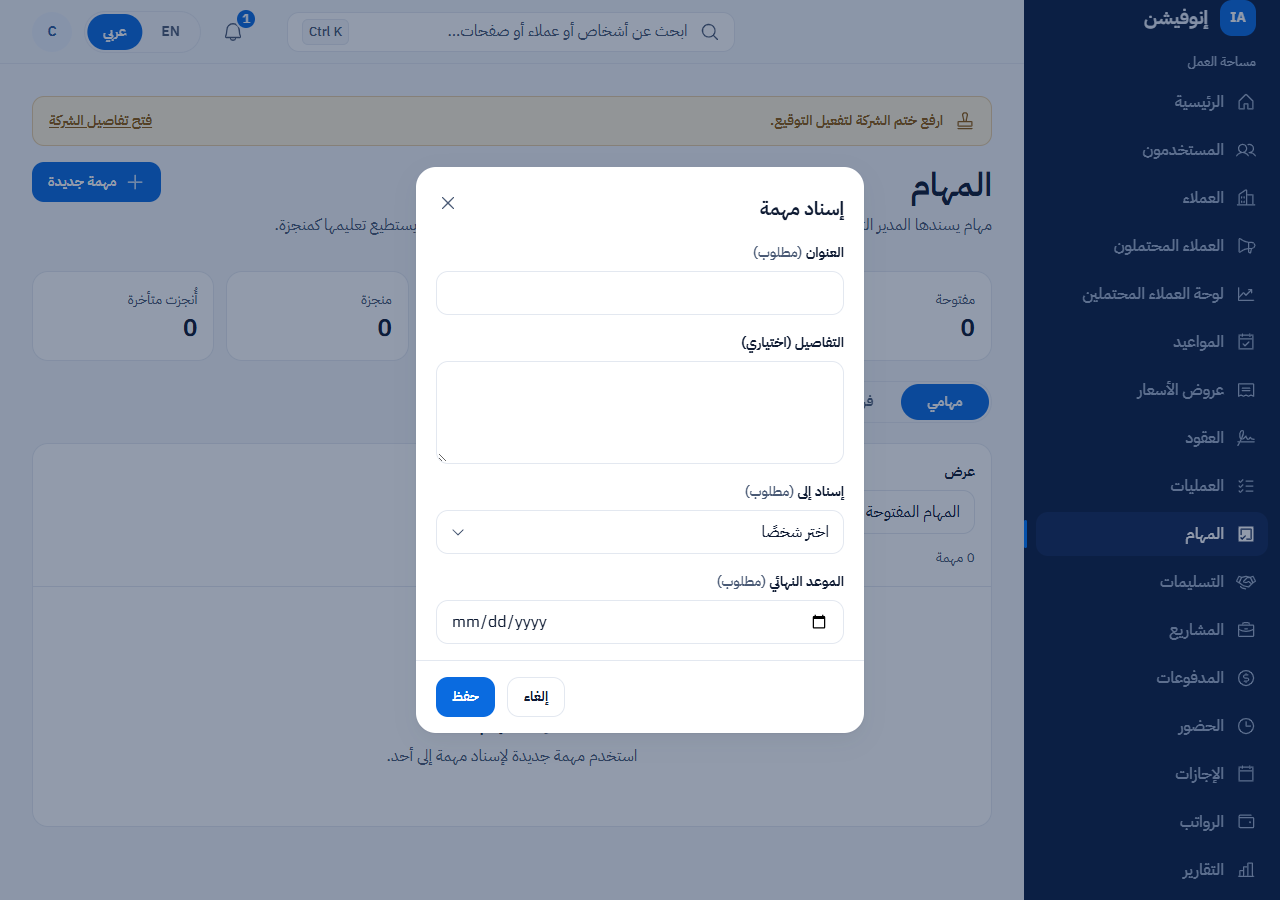 IA
إنوفيشن
مساحة العمل
الرئيسية
المستخدمون
العملاء
العملاء المحتملون
لوحة العملاء المحتملين
المواعيد
عروض الأسعار
العقود
العمليات
المهام
التسليمات
المشاريع
المدفوعات
الحضور
الإجازات
الرواتب
التقارير
ابحث عن أشخاص أو عملاء أو صفحات...
Ctrl K
1
EN
عربي
C
ارفع ختم الشركة لتفعيل التوقيع.
فتح تفاصيل الشركة
المهام
مهمة جديدة
مهام يسندها المدير
يستطيع تعليمها كمنجزة.
مفتوحة
0
منجزة
0
أُنجزت متأخرة
0
مهامي
عرض
المهام المفتوحة
0 مهمة
استخدم مهمة جديدة لإسناد مهمة إلى أحد.
إسناد مهمة
العنوان (مطلوب)
التفاصيل (اختياري)
إسناد إلى (مطلوب)
اختر شخصًا
الموعد النهائي (مطلوب)
mm/dd/yyyy
إلغاء
حفظ